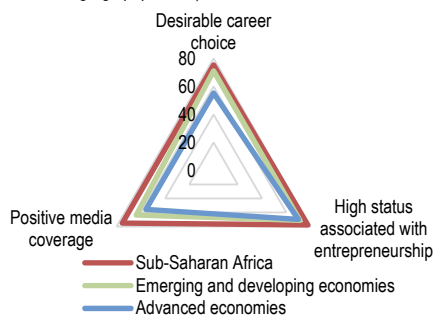 Desirable career
choice
80
60
40
20
0
Positive media
coverage
High status
associated with
entrepreneurship
Sub-Saharan Africa
Emerging and developing economies
Advanced economies